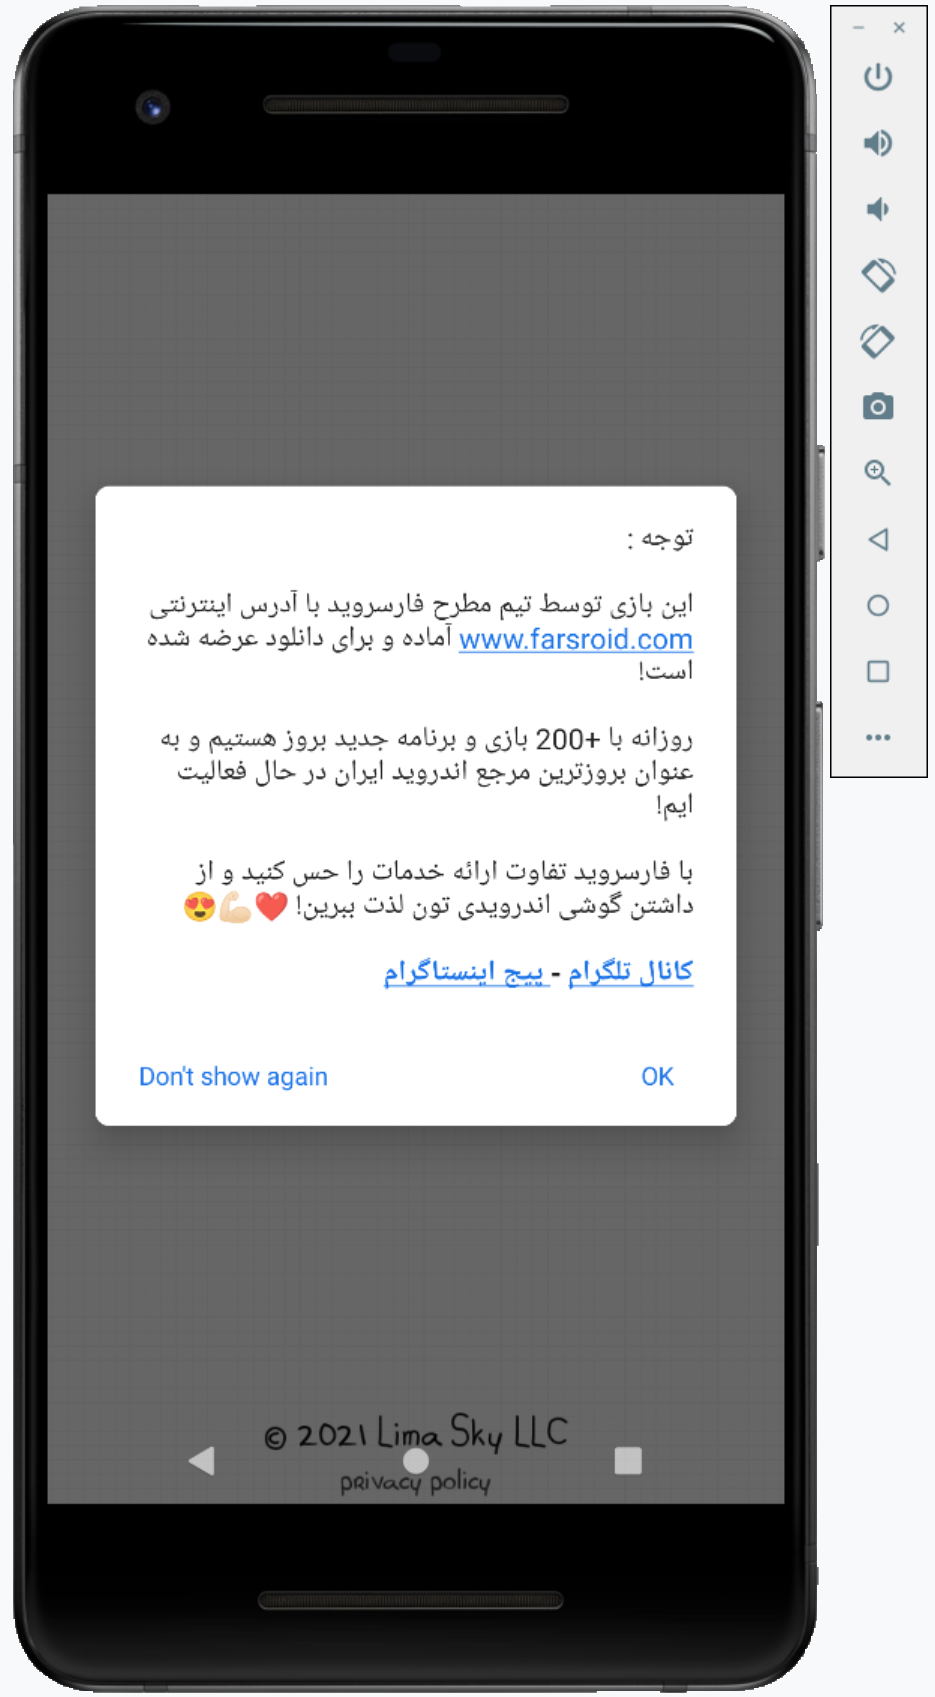 توجه :
این بازی توسط تیم مطرح فارسروید با آدرس اینترنتی
www.farsroid.com آماده و برای دانلود عرضه شده
است!
روزانه با +200 بازی و برنامه جدید بروز هستیم و به
عنوان بروزترین مرجع اندروید ایران در حال فعالیت
ایم!
با فارسروید تفاوت ارائه خدمات را حس کنید و از
داشتن گوشی اندرویدی تون لذت ببرین! ❤️💪🏻😍
کانال تلگرام - پیج اینستاگرام
Don't show again
OK
© 2021 Lima Sky LLC
privacy policy